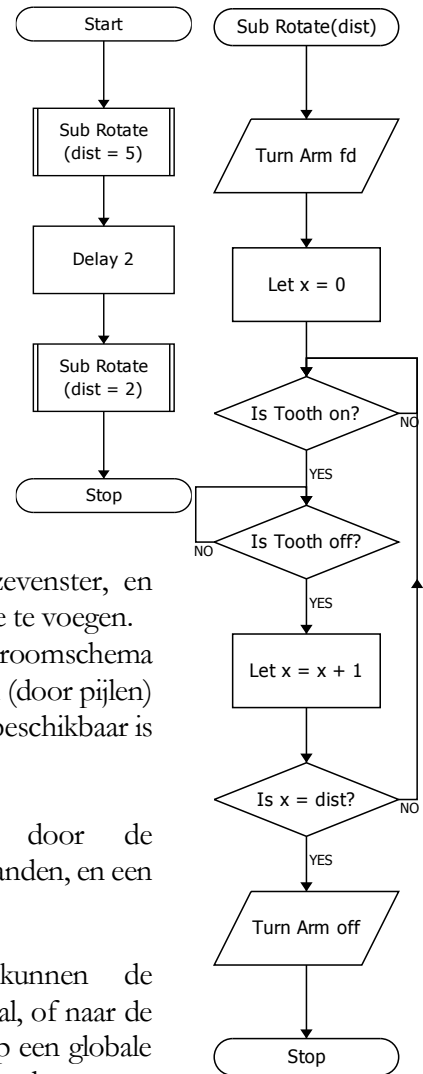 Start
Sub Rotate
(dist = 5)
Delay 2
Sub Rotate
(dist = 2)
Stop
Sub Rotate(dist)
Turn Arm fd
Let x = 0
Is Tooth on?
NO
YES
Is Tooth off?
NO
YES
Let x = x + 1
Is x = dist?
NO
YES
Turn Arm off
Stop
zevenster, en
e te voegen.
roomschema
(door pijlen)
beschikbaar is
door de
anden, en een
kunnen de
al, of naar de
p een globale